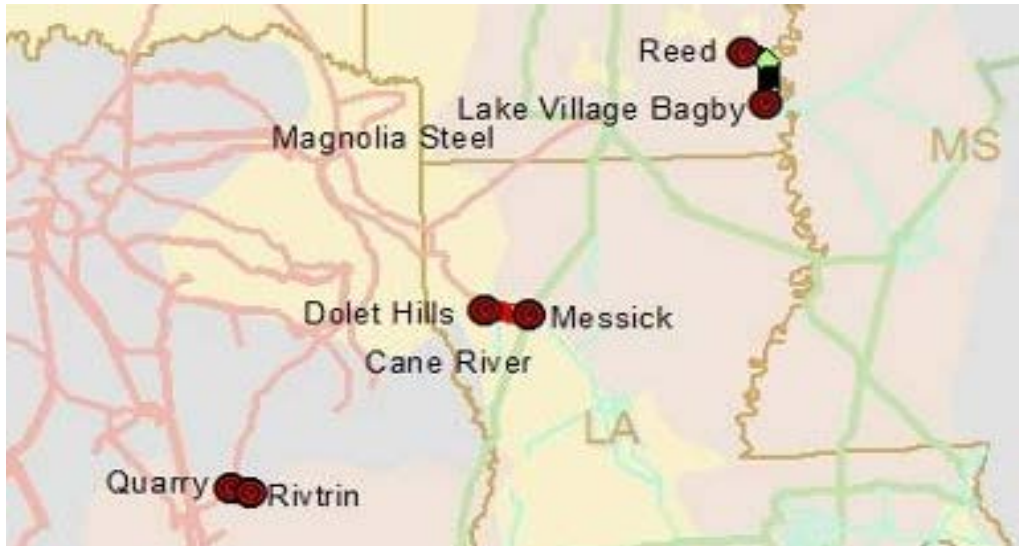 Reed
Lake Village Bagby
Magnolia Steel
MS
Dolet Hills
Messick
Cane River
LA
Quarry
Rivtrin